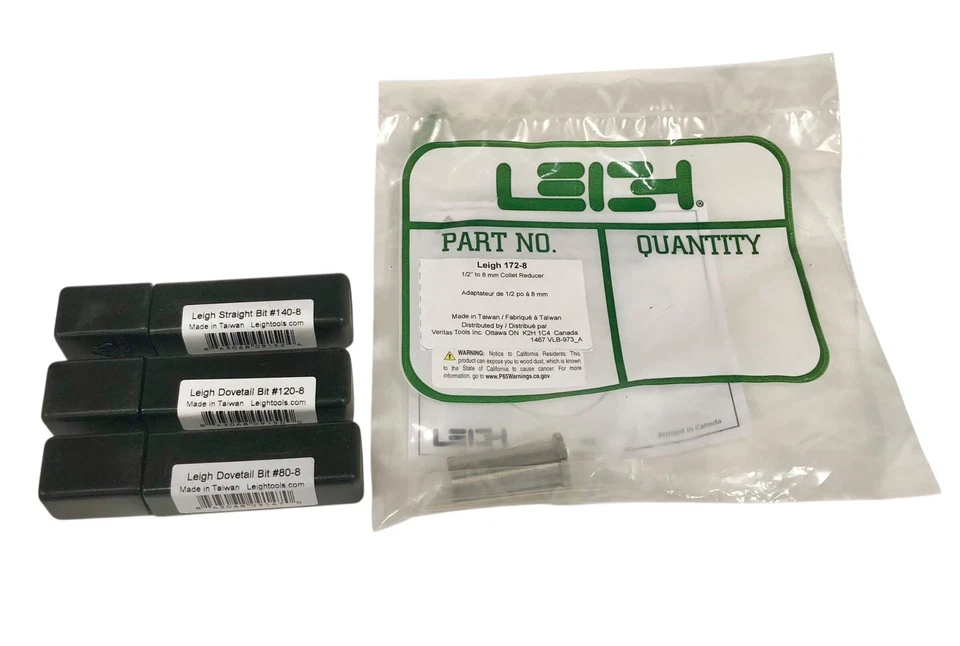 Leigh Straight Bit #140-8
Made in Taiwan Leightools.com
Leigh Dovetail Bit #120-8
Made in Taiwan Leightools.com
Leigh Dovetail Bit #80-8
Made in Taiwan Leightools.com
LEIGH®
PART NO.
QUANTITY
Leigh 172-8
1/2" to 8 mm Collet Reducer
Adaptateur de 1/2 po à 8 mm
Made in Taiwan / Fabriqué à Taïwan
Distributed by / Distribué par
Veritas Tools Inc. Ottawa ON K2H 1C4 Canada
1467 VLB-973_A
WARNING: Notice to California Residents: This
product can expose you to wood dust, which is known
to the State of California to cause cancer. For more
information, go to www.P65Warnings.ca.gov.
LEIGH
Printed in Canada